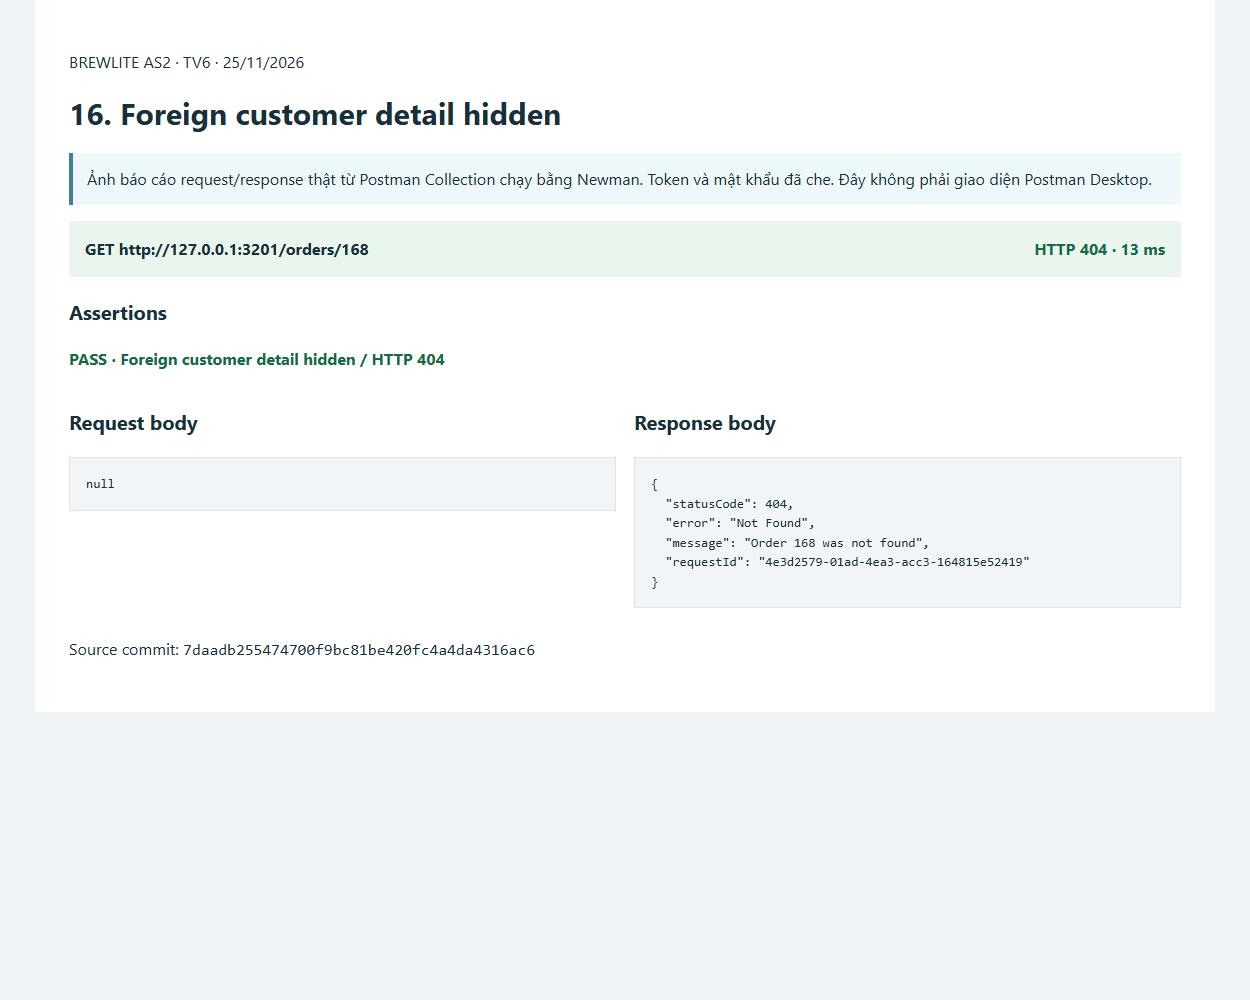 BREWLITE AS2 · TV6 · 25/11/2026
16. Foreign customer detail hidden
Ảnh báo cáo request/response thật từ Postman Collection chạy bằng Newman. Token và mật khẩu đã che. Đây không phải giao diện Postman Desktop.
GET http://127.0.0.1:3201/orders/168
HTTP 404 · 13 ms
Assertions
PASS · Foreign customer detail hidden / HTTP 404
Request body
null
Response body
{
"statusCode": 404,
"error": "Not Found",
"message": "Order 168 was not found",
"requestId": "4e3d2579-01ad-4ea3-acc3-164815e52419"
}
Source commit: 7daadb255474700f9bc81be420fc4a4da4316ac6